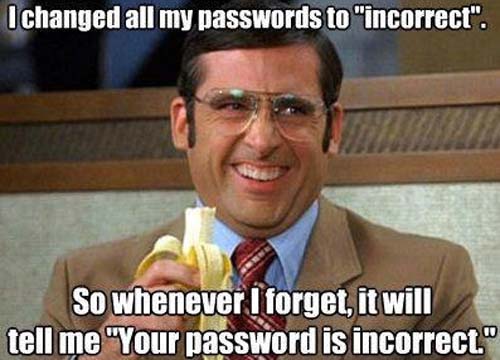 I changed all my passwords to "incorrect".
So whenever I forget, it will
tell me "Your password is incorrect."